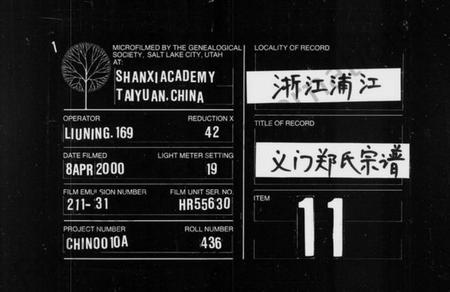 1
MICROFILMED BY THE GENEALOGICAL
SOCIETY, SALT LAKE CITY, UTAH
AT:
SHANXI ACADEMY
TAIYUAN, CHINA
OPERATOR
REDUCTION X
LIUNING. 169
42
DATE FILMED
LIGHT METER SETTING
8 APR 2000
19
FILM EMULSION NUMBER
FILM UNIT SER. NO.
211-31
HR55630
PROJECT NUMBER
ROLL NUMBER
CHIN0010A
436
LOCALITY OF RECORD
浙江浦江
TITLE OF RECORD
义门郑氏宗谱
ITEM
11